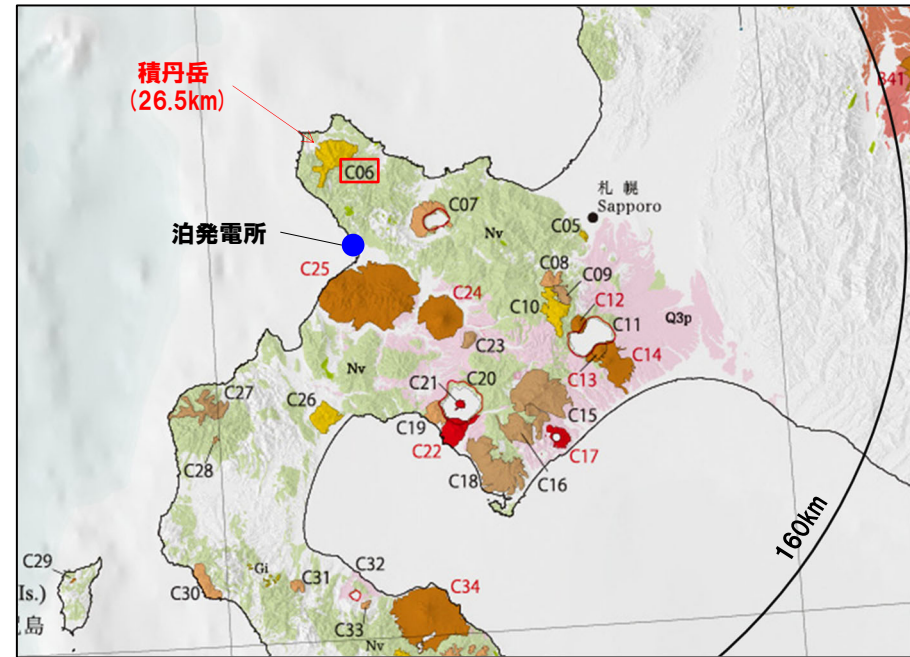 積丹岳
(26.5km)
C06
B41
C07
札幌
Sapporo
C05
Nv
泊発電所
C25
C08
C09
C24
C10
C12
C11
Q3p
C23
C14
C13
Nv
C21
C20
C27
C26
C15
C19
C22
C17
C28
C18
C16
160km
C29
C32
Gi
C31
C34
Is.)
C30
島
C33
Nv